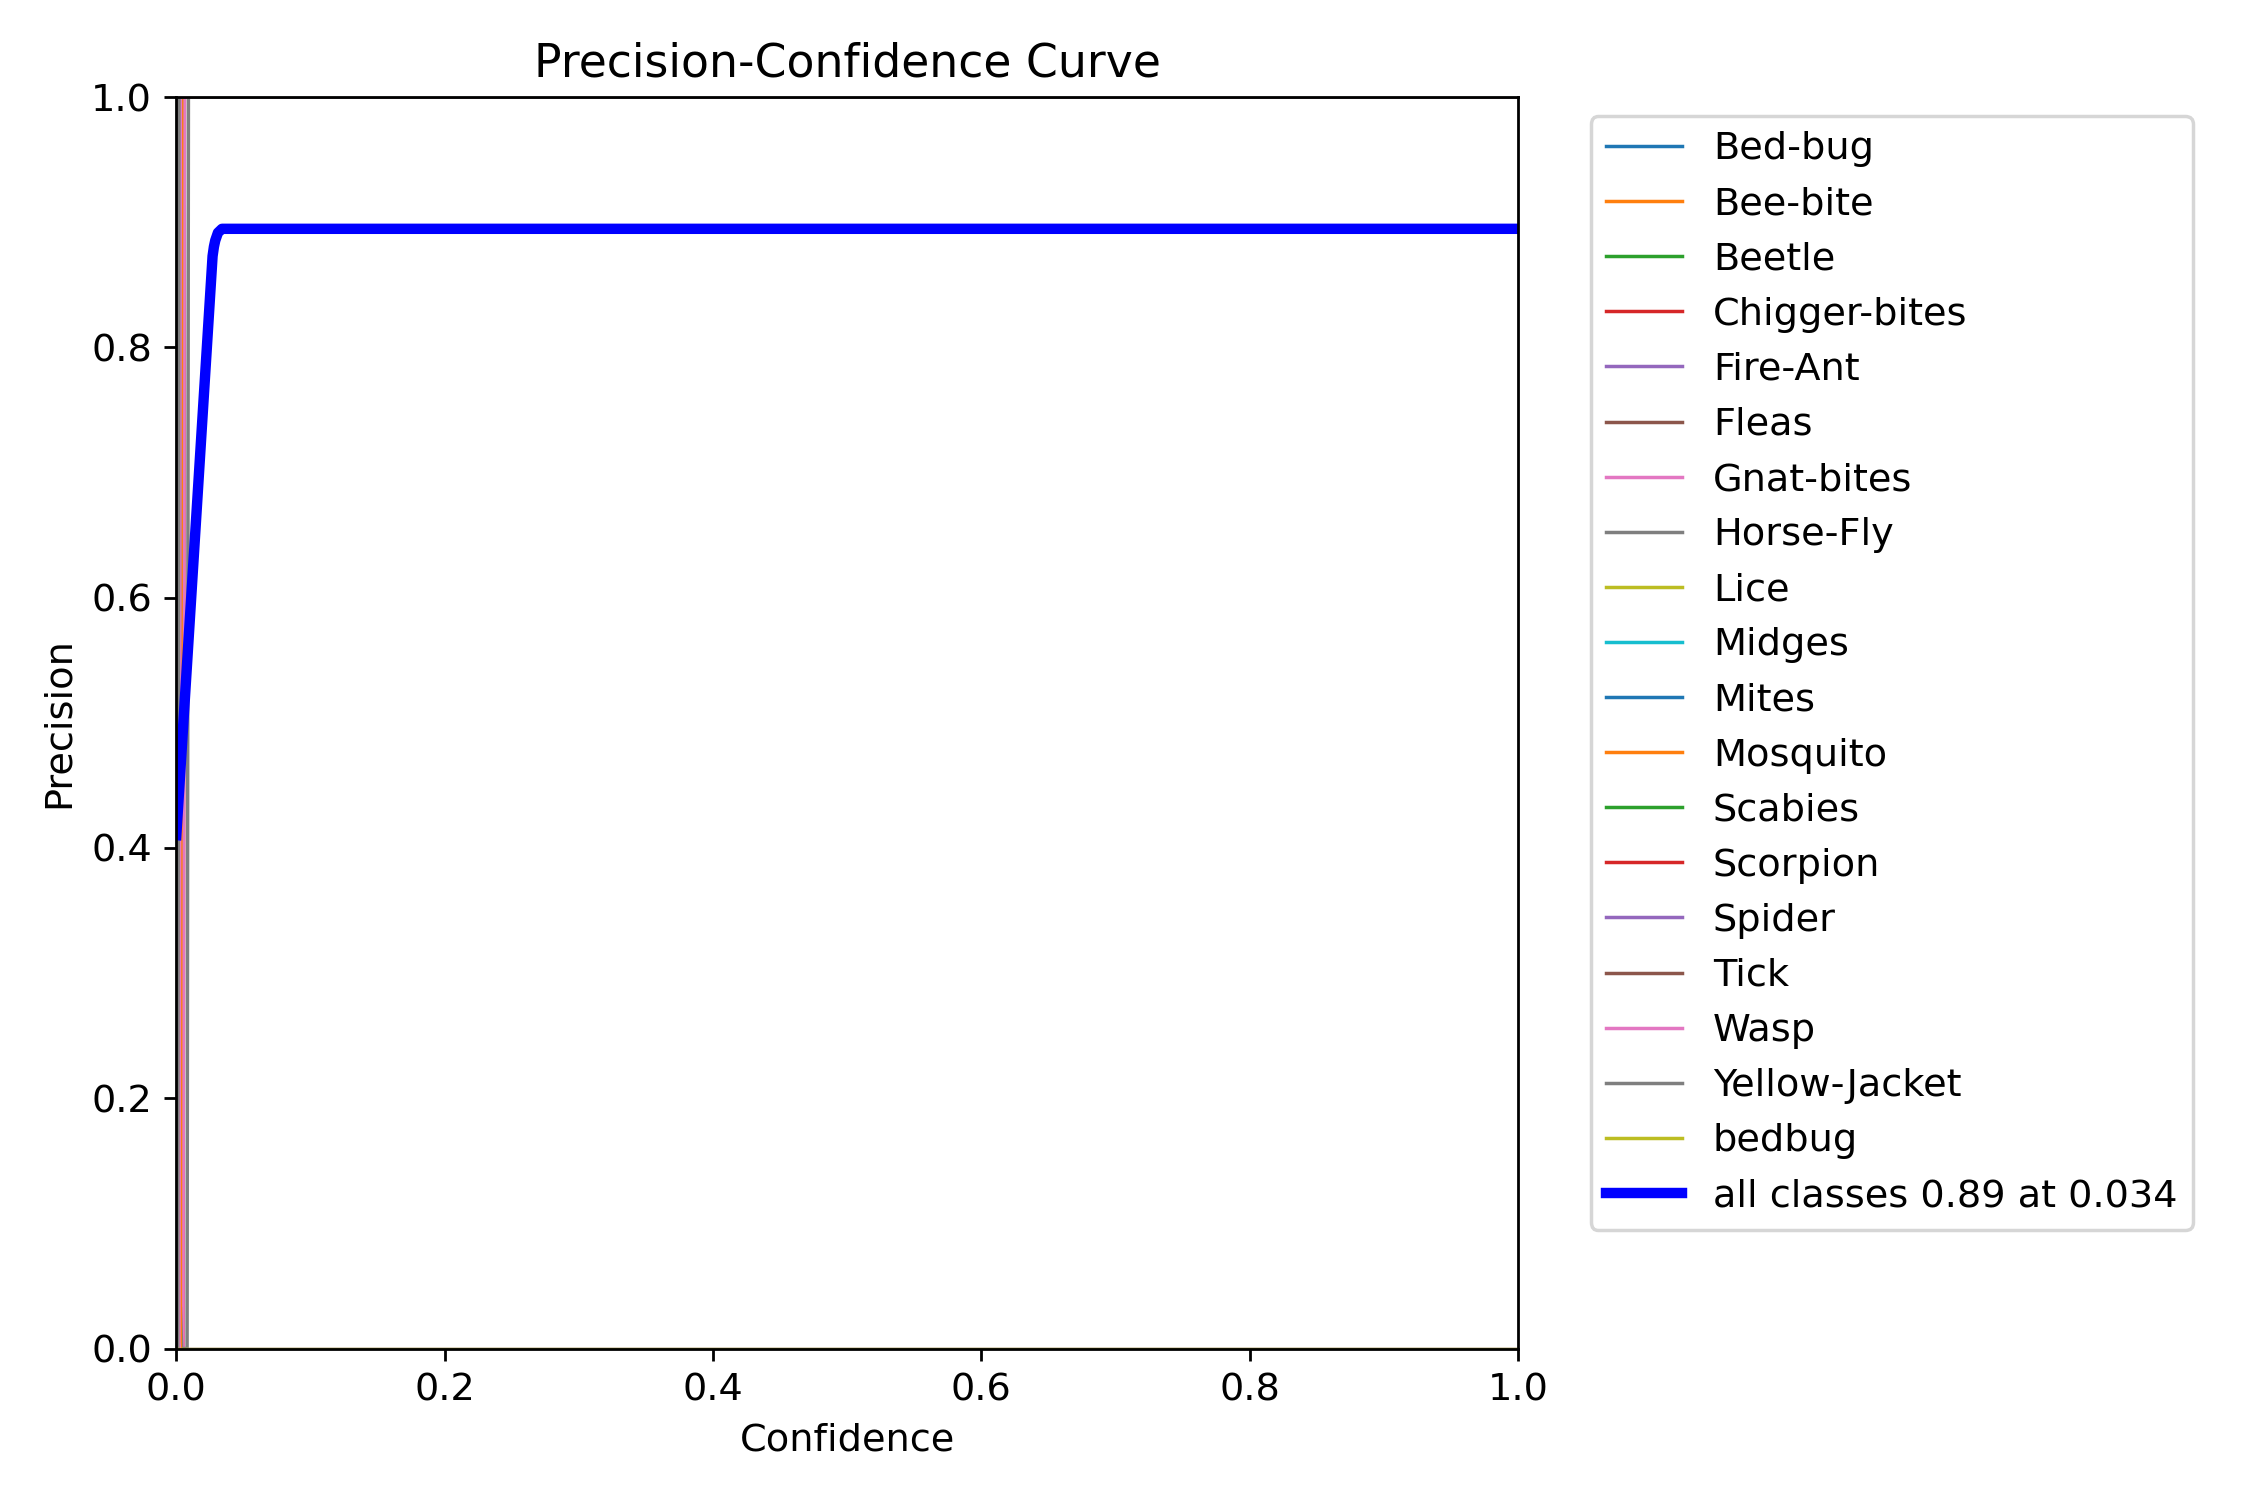 Precision-Confidence Curve
1.0
0.8
0.6
0.4
0.2
0.0
Precision
0.0 0.2 0.4 0.6 0.8 1.0
Confidence
Bed-bug
Bee-bite
Beetle
Chigger-bites
Fire-Ant
Fleas
Gnat-bites
Horse-Fly
Lice
Midges
Mites
Mosquito
Scabies
Scorpion
Spider
Tick
Wasp
Yellow-Jacket
bedbug
all classes 0.89 at 0.034